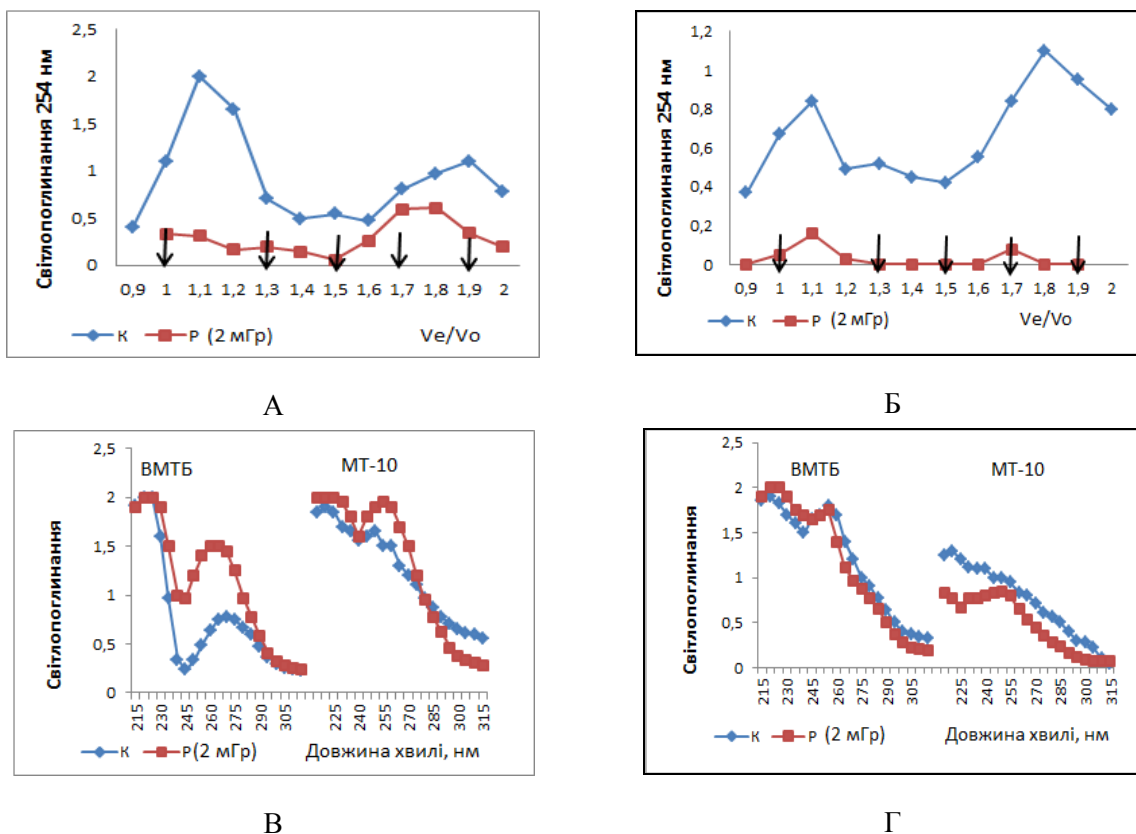 2,5
2
1,5
1
0,5
0
Світлопоглинання 254 нм
0,9 1 1,1 1,2 1,3 1,4 1,5 1,6 1,7 1,8 1,9 2
К Р (2 мГр) Ve/Vo
А
1,2
1
0,8
0,6
0,4
0,2
0
Світлопоглинання 254 нм
0,9 1 1,1 1,2 1,3 1,4 1,5 1,6 1,7 1,8 1,9 2
К Р (2 мГр) Ve/Vo
Б
2,5
2
1,5
1
0,5
0
Світлопоглинання
ВМТБ МТ-10
215 230 245 260 275 290 305 225 240 255 270 285 300 315
К Р(2 мГр) Довжина хвилі, нм
В
2,5
2
1,5
1
0,5
0
Світлопоглинання
ВМТБ МТ-10
215 230 245 260 275 290 305 225 240 255 270 285 300 315
К Р (2 мГр) Довжина хвилі, нм
Г